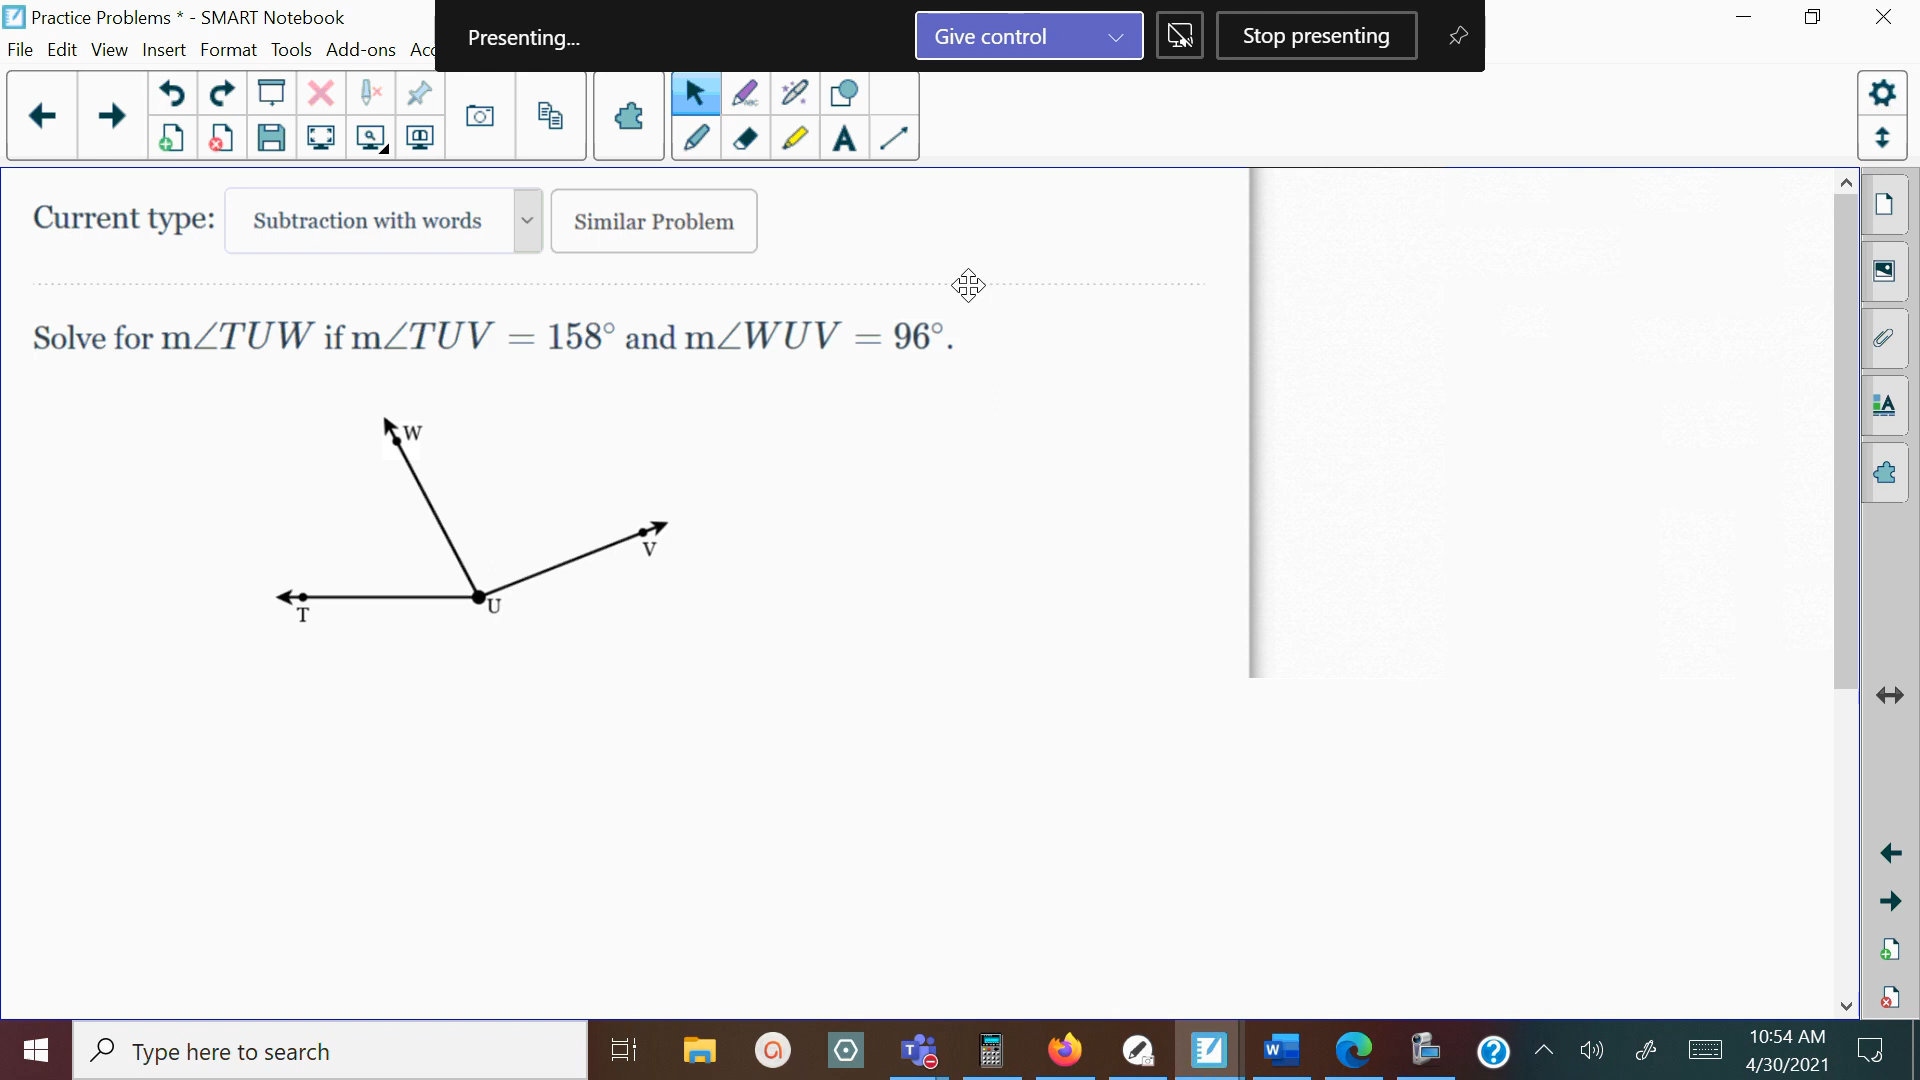 Practice Problems * - SMART Notebook
Presenting...
Give control
Stop presenting
File Edit View Insert Format Tools Add-ons Acc
Current type: Subtraction with words Similar Problem
Solve for m∠TUW if m∠TUV = 158° and m∠WUV = 96°.
W
V
T
U
Type here to search
10:54 AM
4/30/2021